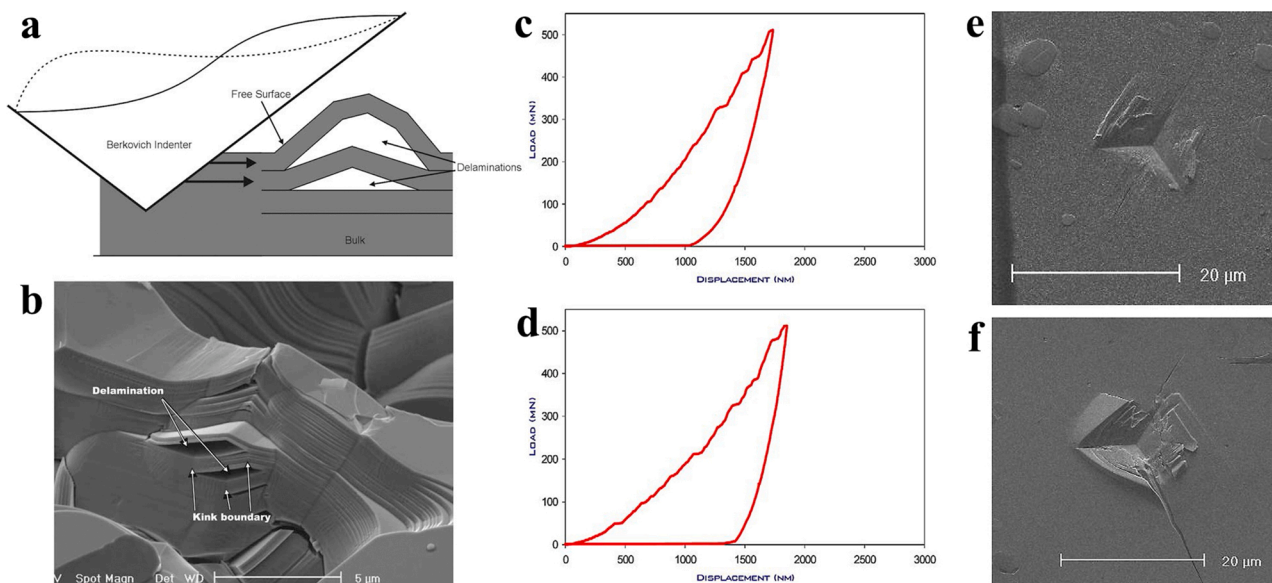 a
Free Surface
Berkovich Indenter
Delaminations
Bulk
b
Delamination
Kink boundary
V Spot Magn Det WD
5 µm
c
500
400
300
200
100
0
LOAD (MN)
0 500 1000 1500 2000 2500 3000
DISPLACEMENT (NM)
d
500
400
300
200
100
0
LOAD (MN)
0 500 1000 1500 2000 2500 3000
DISPLACEMENT (NM)
e
20 µm
f
20 µm